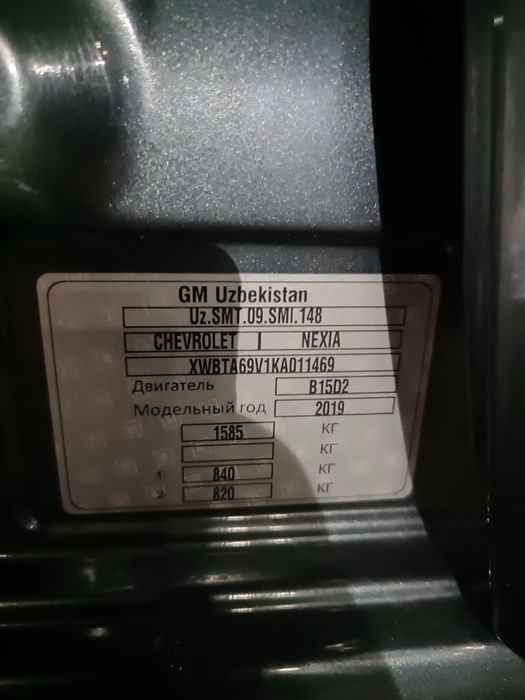 GM Uzbekistan
Uz.SMT.09.SMI.148
CHEVROLET NEXIA
XWBTA69V1KA011469
Двигатель B15D2
Модельный год 2019
1585 КГ
КГ
1- 840 КГ
2- 820 КГ